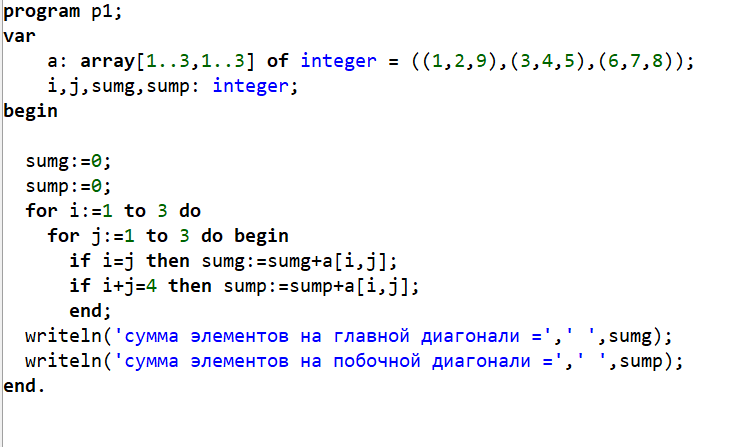 program p1;
var
    a: array[1..3,1..3] of integer = ((1,2,9),(3,4,5),(6,7,8));
    i,j,sumg,sump: integer;
begin

  sumg:=0;
  sump:=0;
  for i:=1 to 3 do
    for j:=1 to 3 do begin
      if i=j then sumg:=sumg+a[i,j];
      if i+j=4 then sump:=sump+a[i,j];
      end;
  writeln('сумма элементов на главной диагонали =',' ',sumg);
  writeln('сумма элементов на побочной диагонали =',' ',sump);
end.